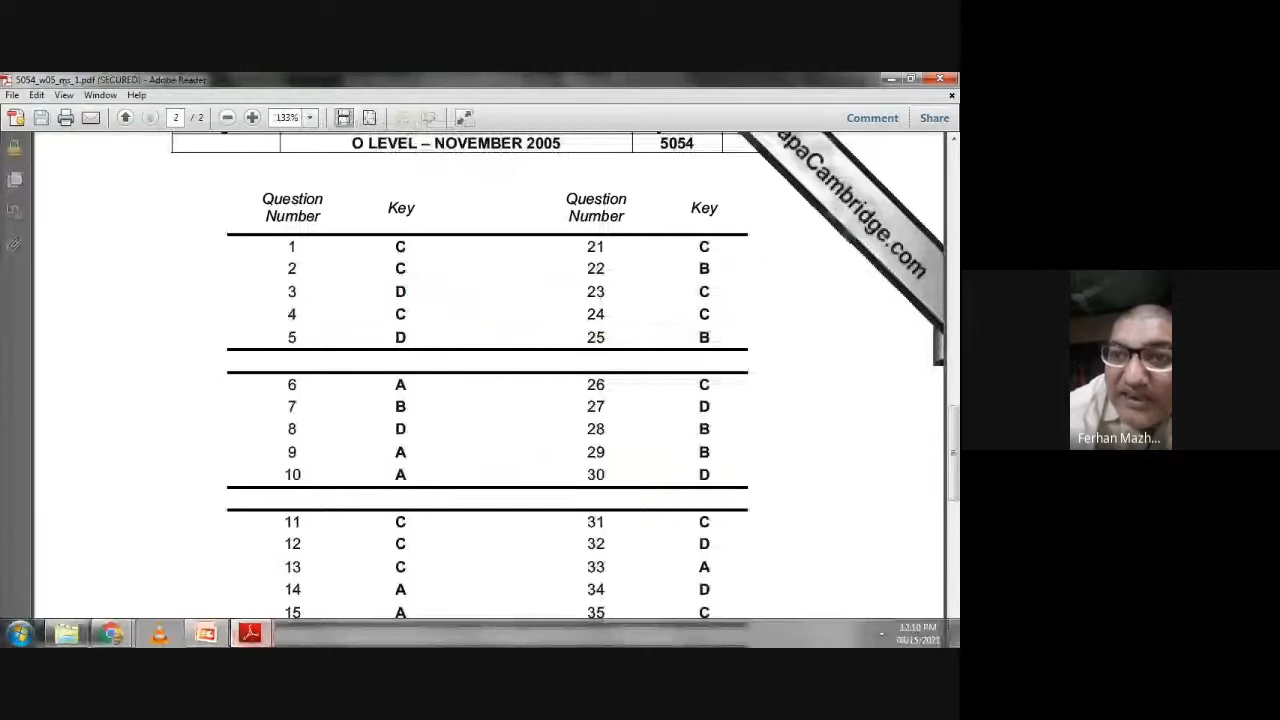 5054_w05_ms_1.pdf (SECURED) - Adobe Reader
File Edit View Window Help
2 / 2 133% Comment Share
O LEVEL – NOVEMBER 2005 5054
apaCambridge.com
Question Number Key Question Number Key
1 C 21 C
2 C 22 B
3 D 23 C
4 C 24 C
5 D 25 B
6 A 26 C
7 B 27 D
8 D 28 B
9 A 29 B
10 A 30 D
11 C 31 C
12 C 32 D
13 C 33 A
14 A 34 D
15 A 35 C
Ferhan Mazh...
12:10 PM